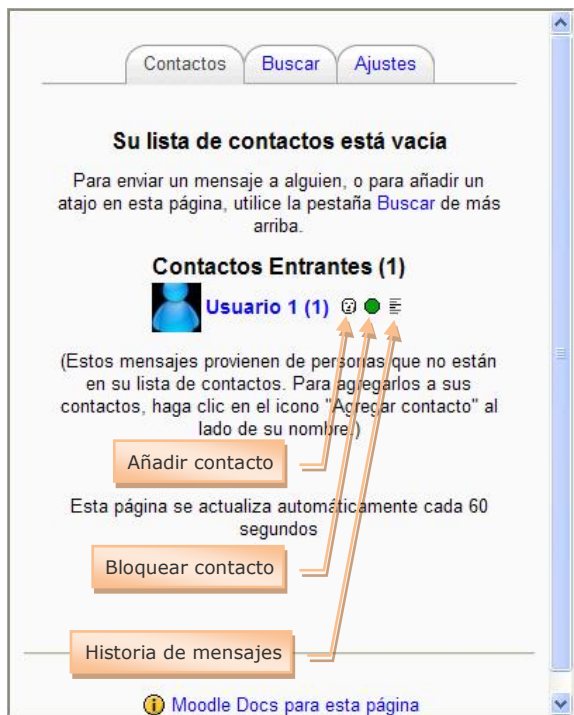 Contactos Buscar Ajustes
Su lista de contactos está vacía
Para enviar un mensaje a alguien, o para añadir un
atajo en esta página, utilice la pestaña Buscar de más
arriba.
Contactos Entrantes (1)
Usuario 1 (1)
(Estos mensajes provienen de personas que no están
en su lista de contactos. Para agregarlos a sus
contactos, haga clic en el icono "Agregar contacto" al
lado de su nombre.)
Añadir contacto
Esta página se actualiza automáticamente cada 60
segundos
Bloquear contacto
Historia de mensajes
Moodle Docs para esta página